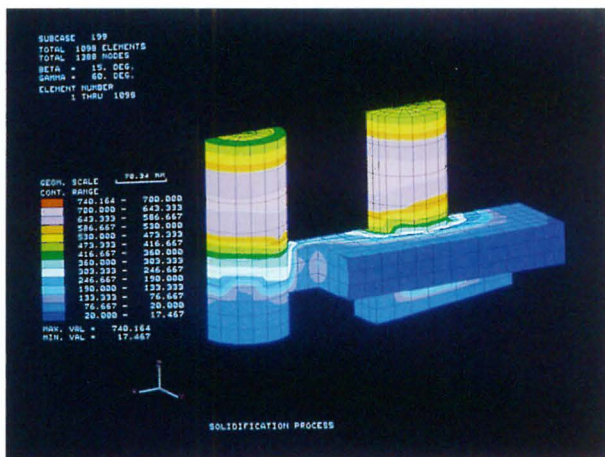 SUBCASE 199
TOTAL 1098 ELEMENTS
TOTAL 1388 NODES
BETA = 15. DEG.
GAMMA = 60. DEG.
ELEMENT NUMBER
1 THRU 1098
GEOM. SCALE 70.34 MM
CONT. RANGE
740.164 - 700.000
700.000 - 643.333
643.333 - 586.667
586.667 - 530.000
530.000 - 473.333
473.333 - 416.667
416.667 - 360.000
360.000 - 303.333
303.333 - 246.667
246.667 - 190.000
190.000 - 133.333
133.333 - 76.667
76.667 - 20.000
20.000 - 17.467
MAX. VAL = 740.164
MIN. VAL = 17.467
SOLIDIFICATION PROCESS